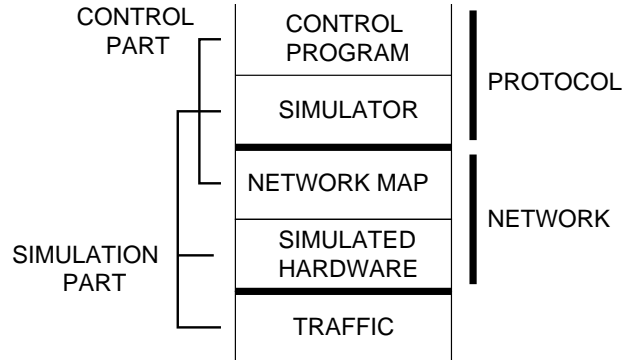 CONTROL
PART
CONTROL
PROGRAM
PROTOCOL
SIMULATOR
NETWORK MAP
NETWORK
SIMULATION
PART
SIMULATED
HARDWARE
TRAFFIC